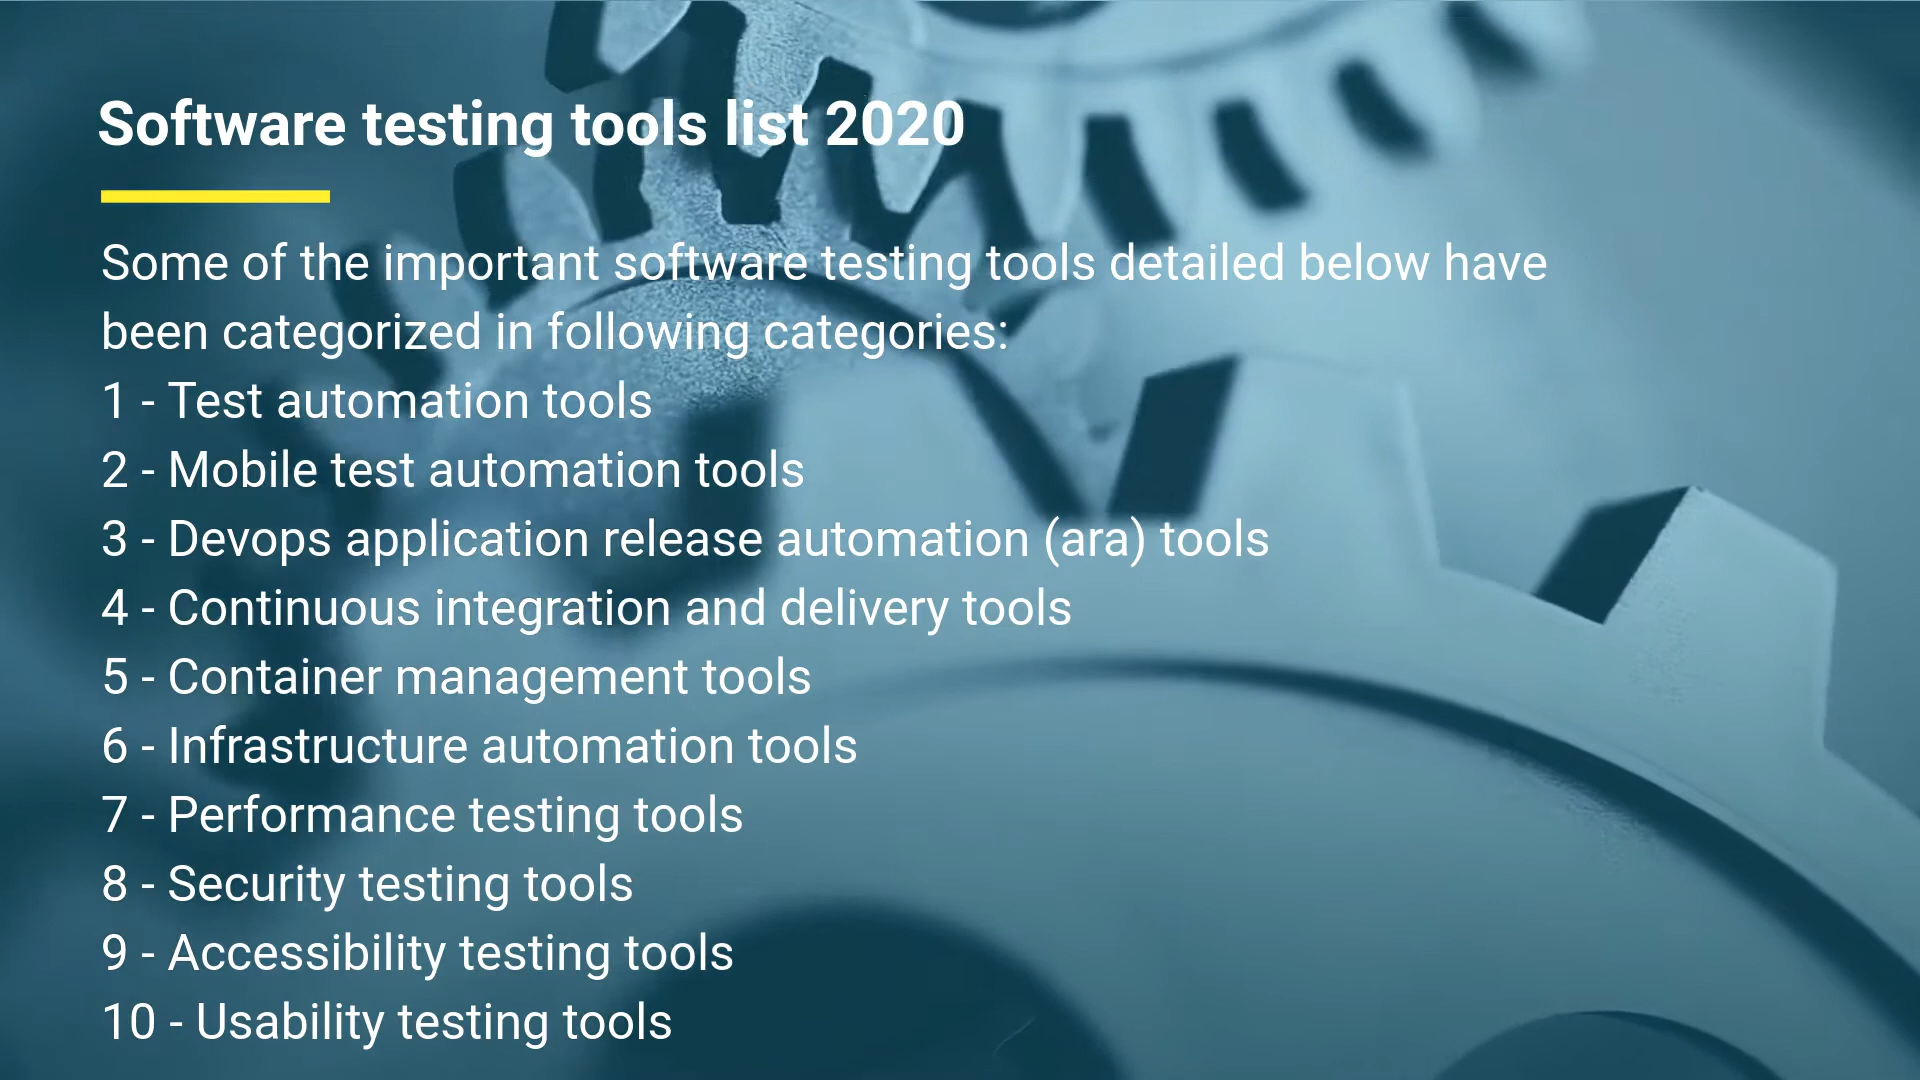 Software testing tools list 2020
Some of the important software testing tools detailed below have
been categorized in following categories:
1 - Test automation tools
2 - Mobile test automation tools
3 - Devops application release automation (ara) tools
4 - Continuous integration and delivery tools
5 - Container management tools
6 - Infrastructure automation tools
7 - Performance testing tools
8 - Security testing tools
9 - Accessibility testing tools
10 - Usability testing tools